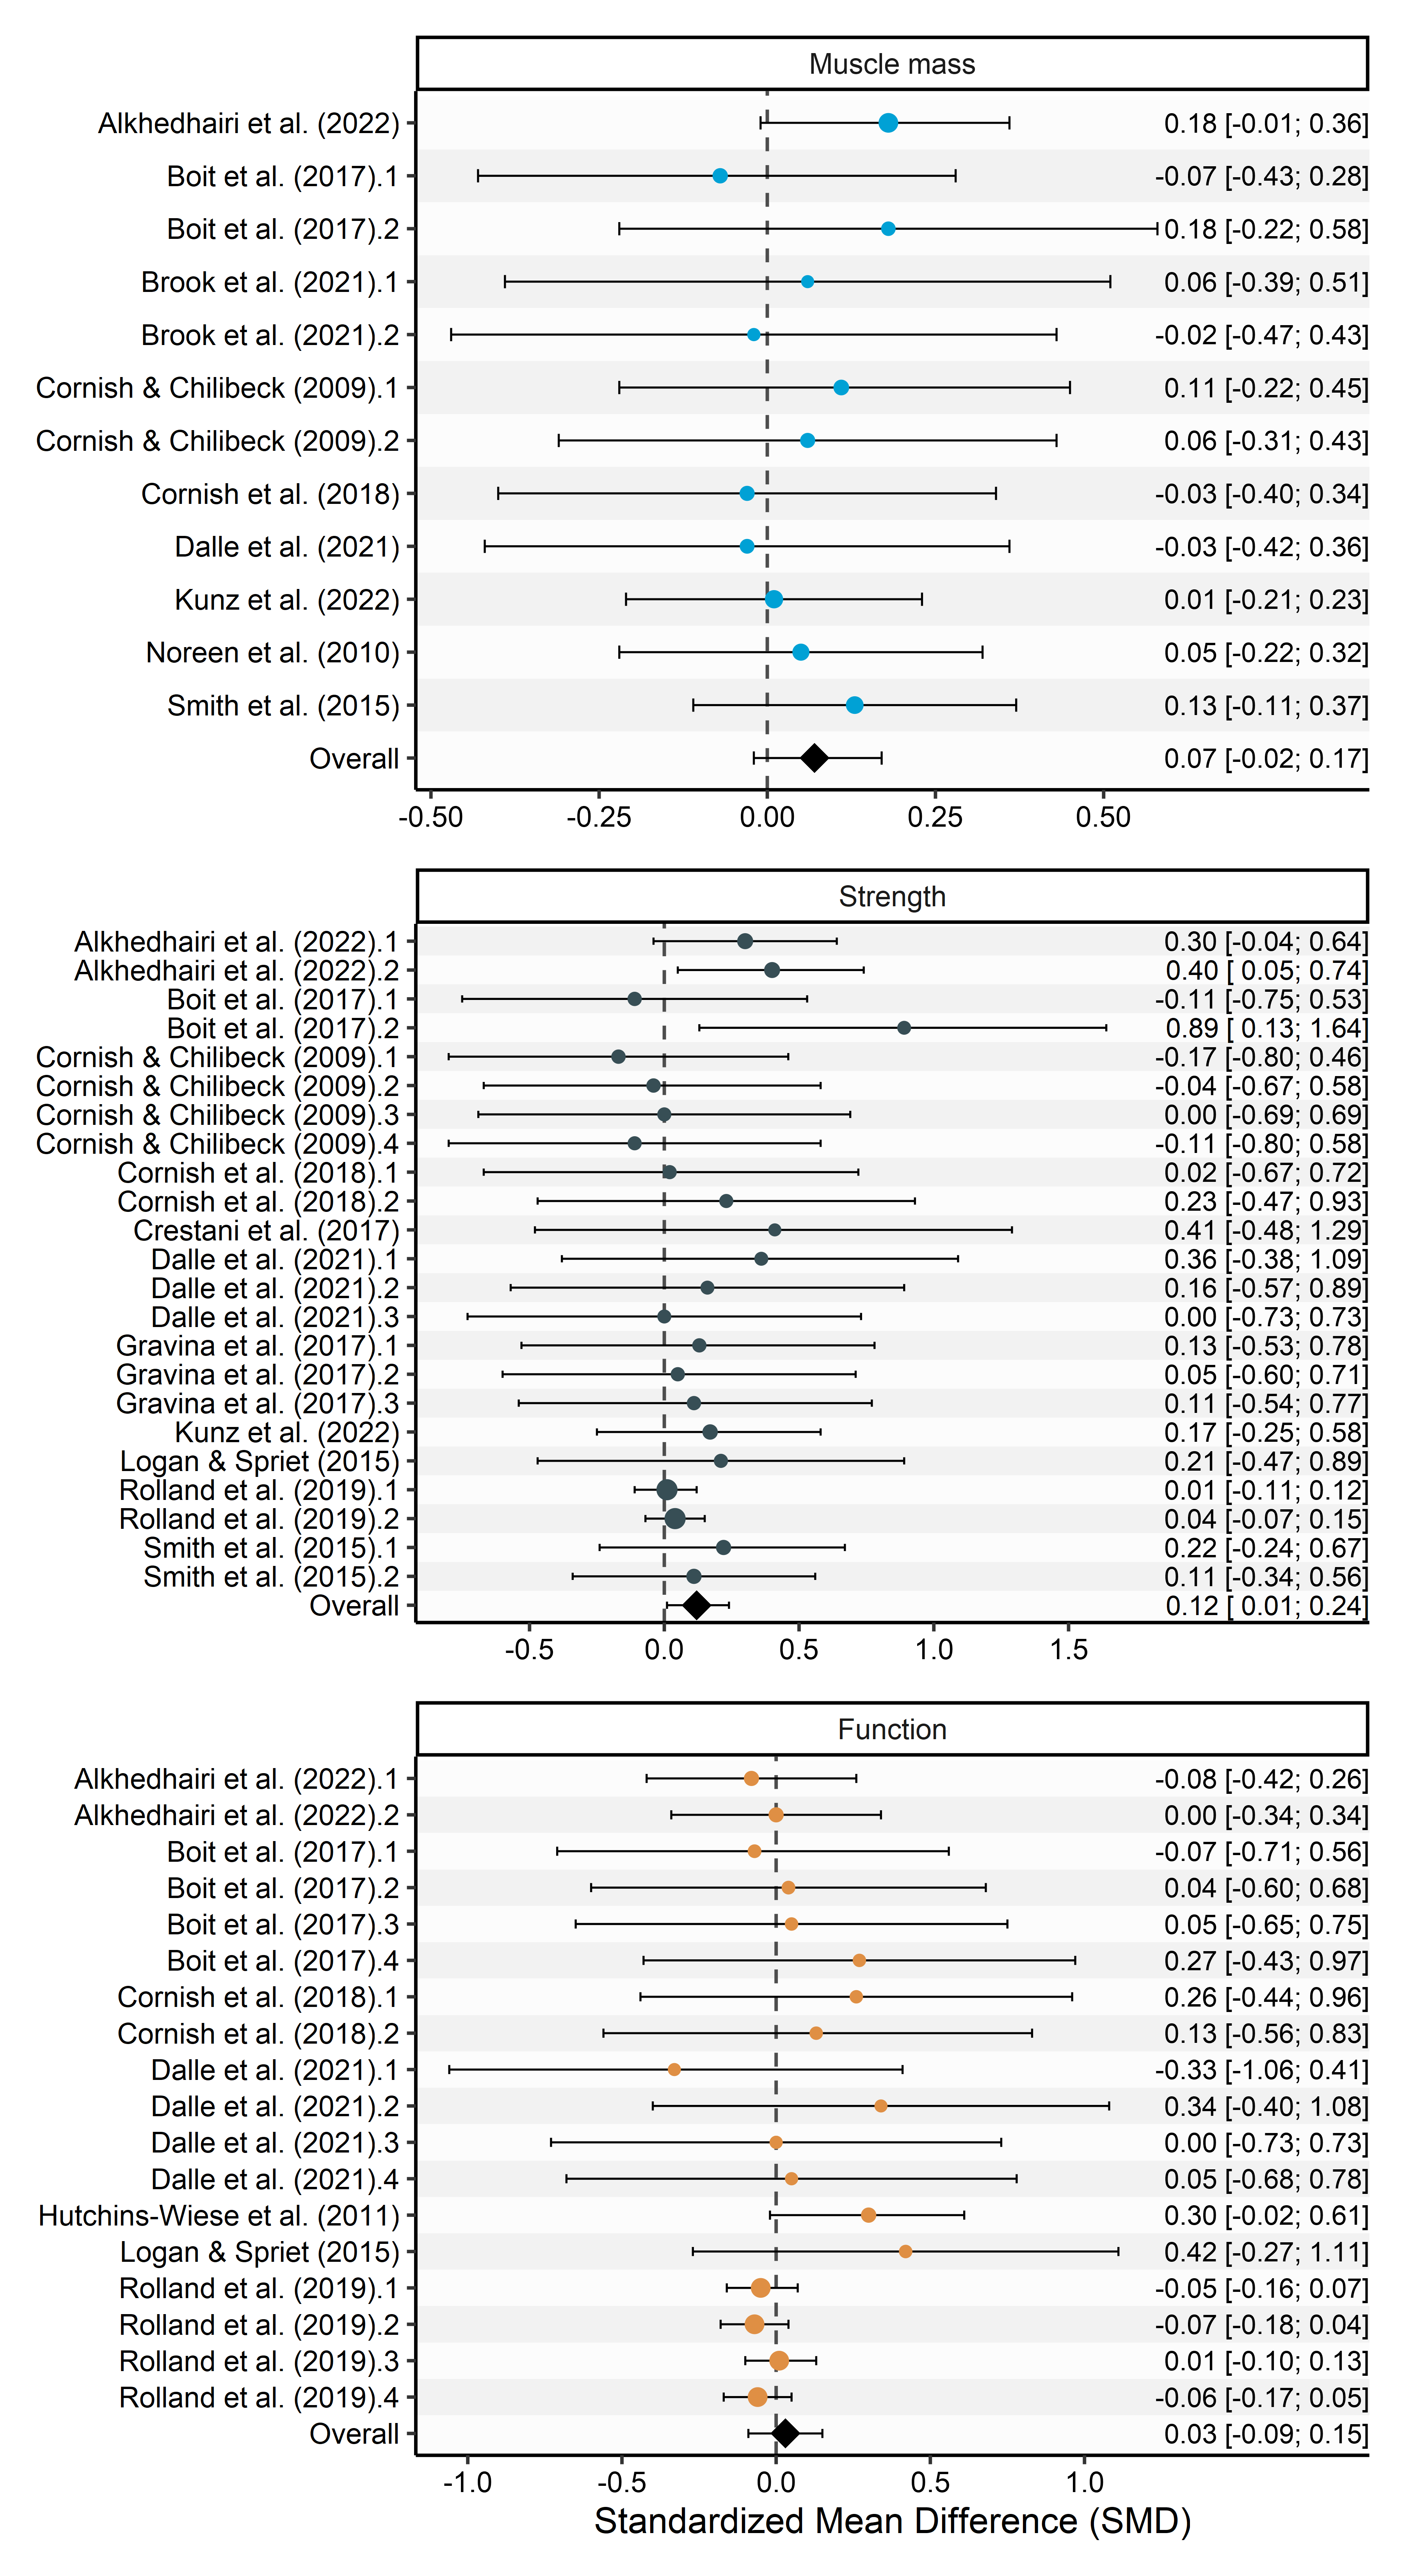 Muscle mass
Alkhedhairi et al. (2022) 0.18 [-0.01; 0.36]
Boit et al. (2017).1 -0.07 [-0.43; 0.28]
Boit et al. (2017).2 0.18 [-0.22; 0.58]
Brook et al. (2021).1 0.06 [-0.39; 0.51]
Brook et al. (2021).2 -0.02 [-0.47; 0.43]
Cornish & Chilibeck (2009).1 0.11 [-0.22; 0.45]
Cornish & Chilibeck (2009).2 0.06 [-0.31; 0.43]
Cornish et al. (2018) -0.03 [-0.40; 0.34]
Dalle et al. (2021) -0.03 [-0.42; 0.36]
Kunz et al. (2022) 0.01 [-0.21; 0.23]
Noreen et al. (2010) 0.05 [-0.22; 0.32]
Smith et al. (2015) 0.13 [-0.11; 0.37]
Overall 0.07 [-0.02; 0.17]
-0.50 -0.25 0.00 0.25 0.50
Strength
Alkhedhairi et al. (2022).1 0.30 [-0.04; 0.64]
Alkhedhairi et al. (2022).2 0.40 [ 0.05; 0.74]
Boit et al. (2017).1 -0.11 [-0.75; 0.53]
Boit et al. (2017).2 0.89 [ 0.13; 1.64]
Cornish & Chilibeck (2009).1 -0.17 [-0.80; 0.46]
Cornish & Chilibeck (2009).2 -0.04 [-0.67; 0.58]
Cornish & Chilibeck (2009).3 0.00 [-0.69; 0.69]
Cornish & Chilibeck (2009).4 -0.11 [-0.80; 0.58]
Cornish et al. (2018).1 0.02 [-0.67; 0.72]
Cornish et al. (2018).2 0.23 [-0.47; 0.93]
Crestani et al. (2017) 0.41 [-0.48; 1.29]
Dalle et al. (2021).1 0.36 [-0.38; 1.09]
Dalle et al. (2021).2 0.16 [-0.57; 0.89]
Dalle et al. (2021).3 0.00 [-0.73; 0.73]
Gravina et al. (2017).1 0.13 [-0.53; 0.78]
Gravina et al. (2017).2 0.05 [-0.60; 0.71]
Gravina et al. (2017).3 0.11 [-0.54; 0.77]
Kunz et al. (2022) 0.17 [-0.25; 0.58]
Logan & Spriet (2015) 0.21 [-0.47; 0.89]
Rolland et al. (2019).1 0.01 [-0.11; 0.12]
Rolland et al. (2019).2 0.04 [-0.07; 0.15]
Smith et al. (2015).1 0.22 [-0.24; 0.67]
Smith et al. (2015).2 0.11 [-0.34; 0.56]
Overall 0.12 [ 0.01; 0.24]
-0.5 0.0 0.5 1.0 1.5
Function
Alkhedhairi et al. (2022).1 -0.08 [-0.42; 0.26]
Alkhedhairi et al. (2022).2 0.00 [-0.34; 0.34]
Boit et al. (2017).1 -0.07 [-0.71; 0.56]
Boit et al. (2017).2 0.04 [-0.60; 0.68]
Boit et al. (2017).3 0.05 [-0.65; 0.75]
Boit et al. (2017).4 0.27 [-0.43; 0.97]
Cornish et al. (2018).1 0.26 [-0.44; 0.96]
Cornish et al. (2018).2 0.13 [-0.56; 0.83]
Dalle et al. (2021).1 -0.33 [-1.06; 0.41]
Dalle et al. (2021).2 0.34 [-0.40; 1.08]
Dalle et al. (2021).3 0.00 [-0.73; 0.73]
Dalle et al. (2021).4 0.05 [-0.68; 0.78]
Hutchins-Wiese et al. (2011) 0.30 [-0.02; 0.61]
Logan & Spriet (2015) 0.42 [-0.27; 1.11]
Rolland et al. (2019).1 -0.05 [-0.16; 0.07]
Rolland et al. (2019).2 -0.07 [-0.18; 0.04]
Rolland et al. (2019).3 0.01 [-0.10; 0.13]
Rolland et al. (2019).4 -0.06 [-0.17; 0.05]
Overall 0.03 [-0.09; 0.15]
-1.0 -0.5 0.0 0.5 1.0
Standardized Mean Difference (SMD)